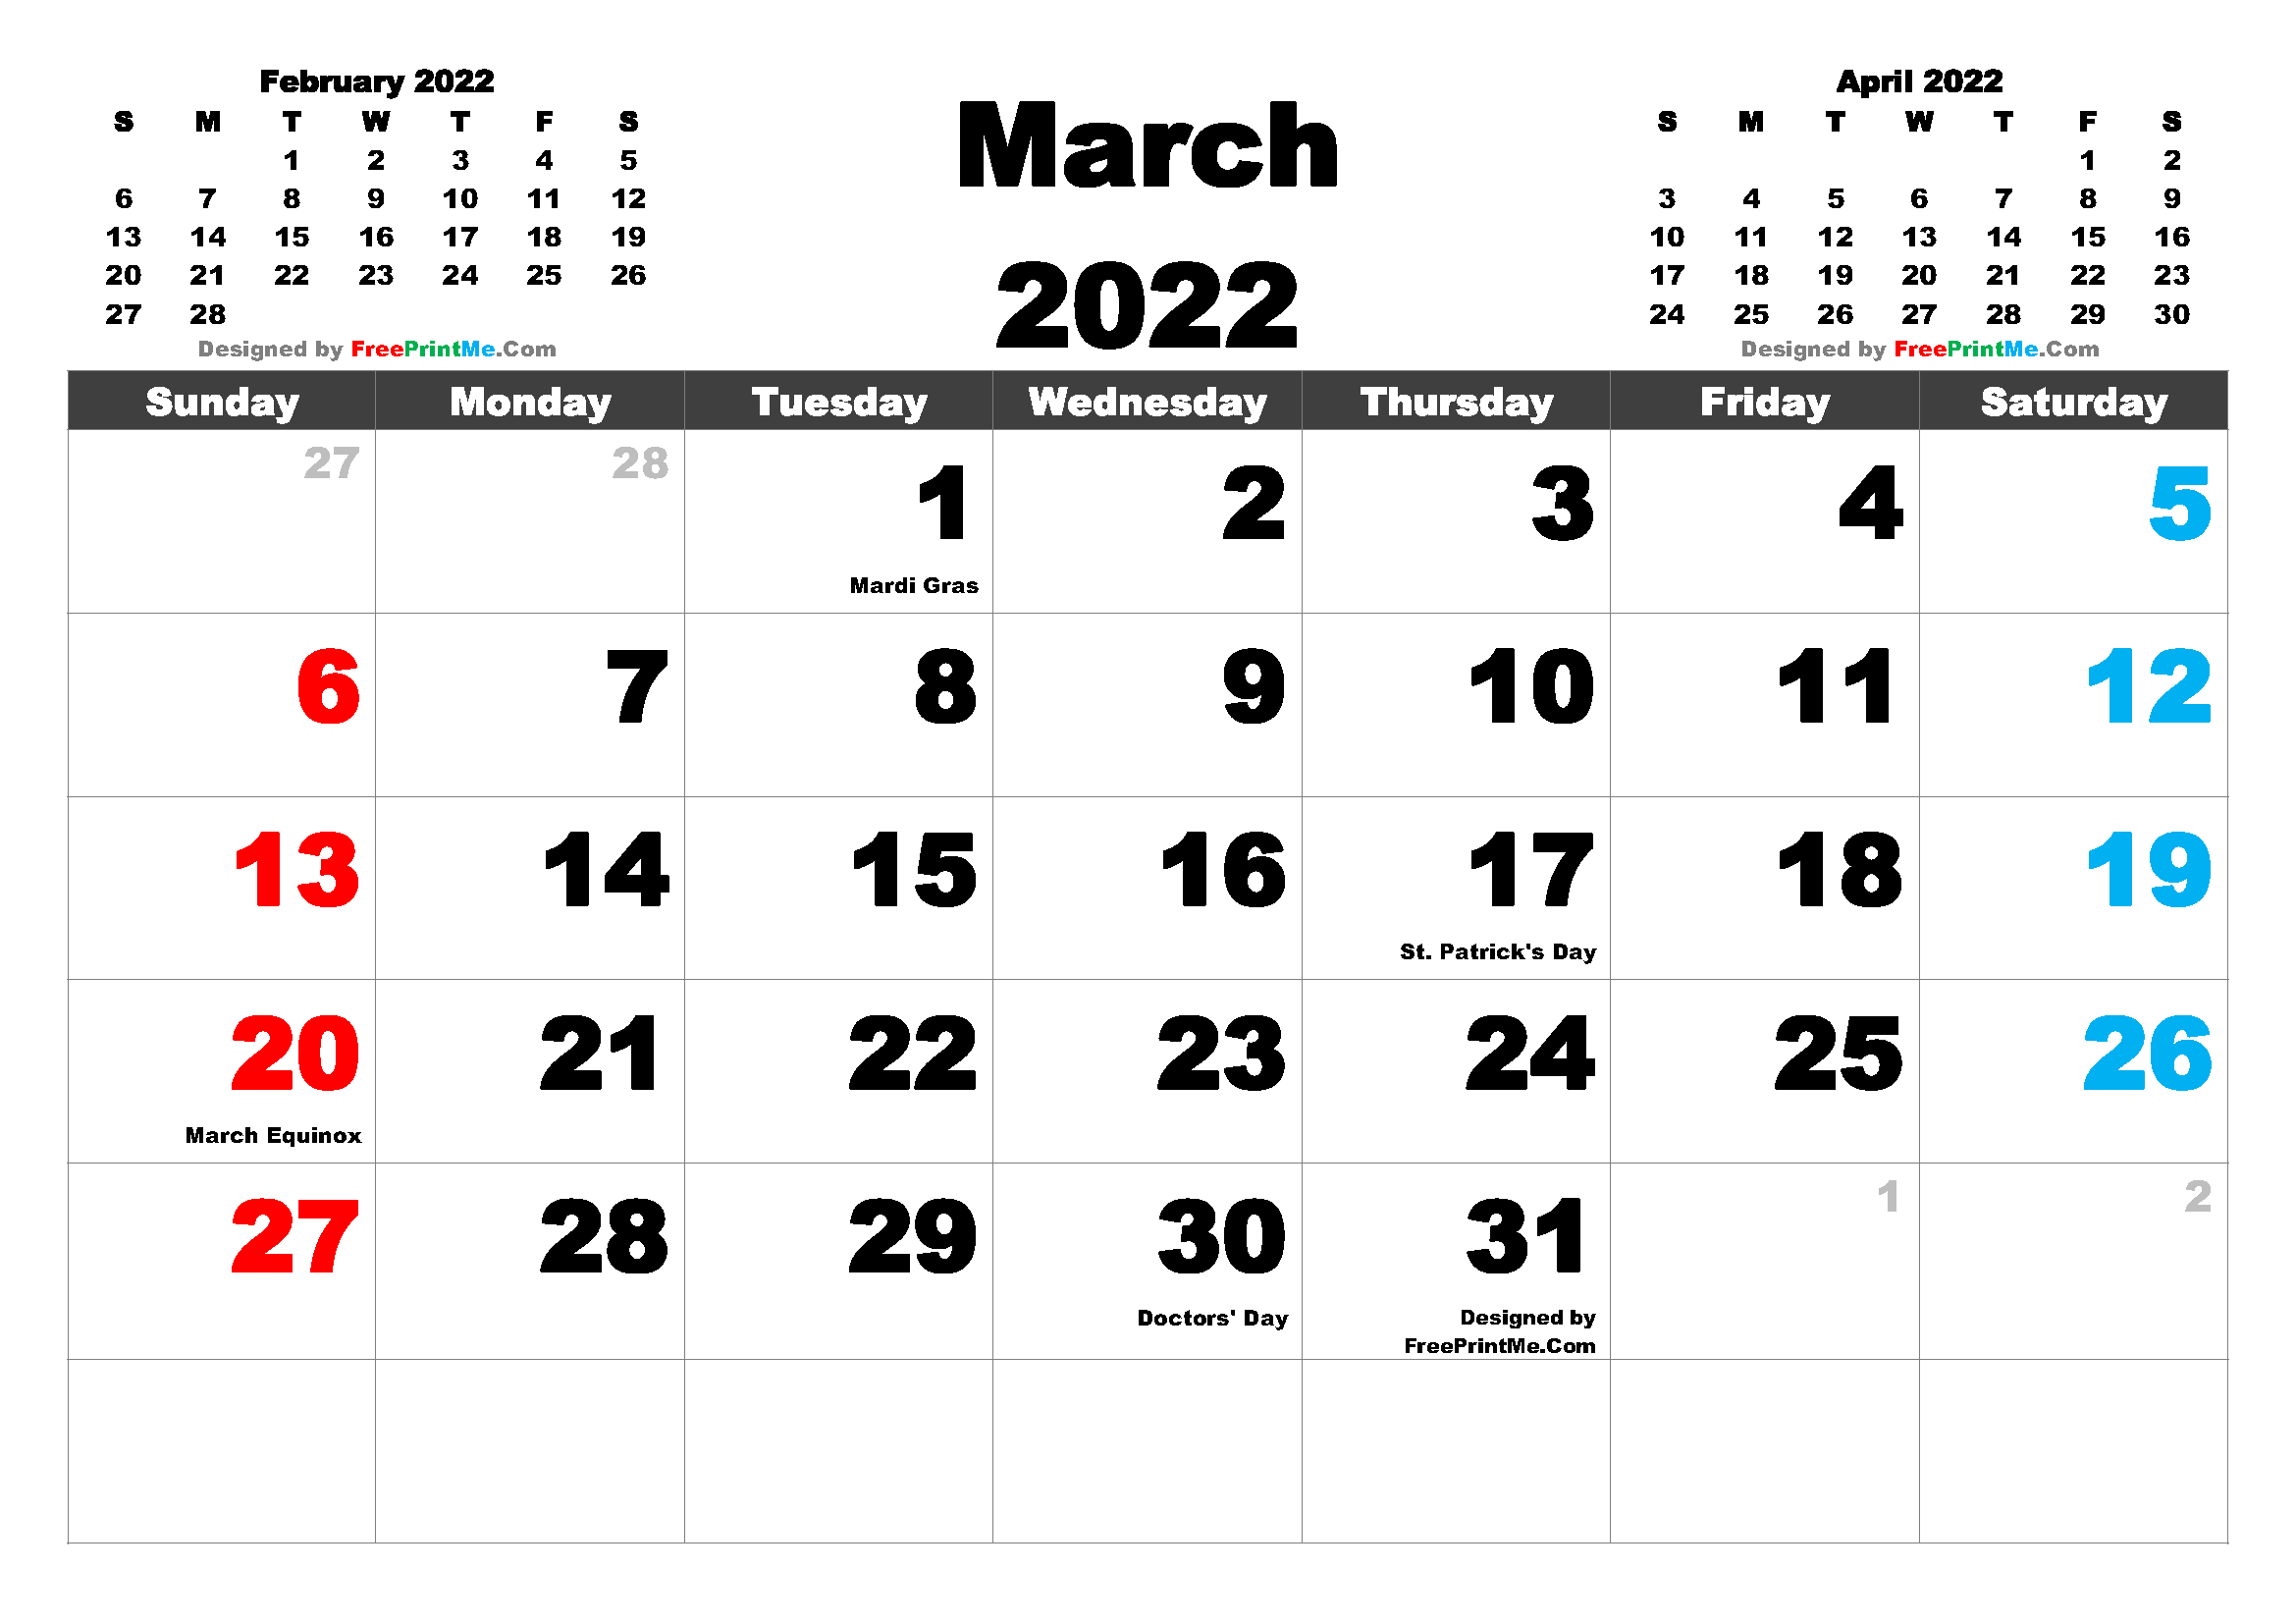 February 2022
S M T W T F S
1 2 3 4 5
6 7 8 9 10 11 12
13 14 15 16 17 18 19
20 21 22 23 24 25 26
27 28
Designed by FreePrintMe.Com
March
2022
April 2022
S M T W T F S
1 2
3 4 5 6 7 8 9
10 11 12 13 14 15 16
17 18 19 20 21 22 23
24 25 26 27 28 29 30
Designed by FreePrintMe.Com
Sunday Monday Tuesday Wednesday Thursday Friday Saturday
27 28 1 2 3 4 5
Mardi Gras
6 7 8 9 10 11 12
13 14 15 16 17 18 19
St. Patrick's Day
20 21 22 23 24 25 26
March Equinox
27 28 29 30 31 1 2
Doctors' Day Designed by
FreePrintMe.Com